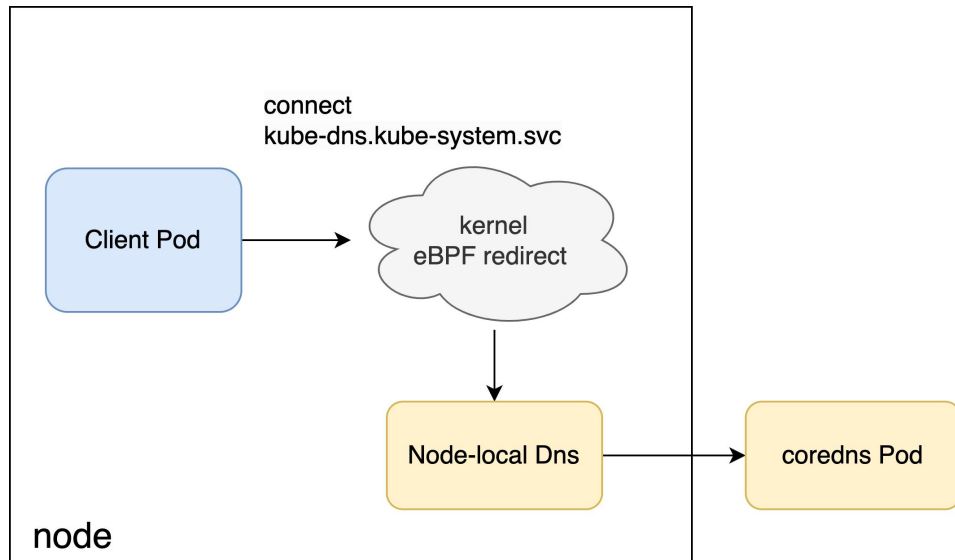 connect
kube-dns.kube-system.svc
Client Pod
kernel
eBPF redirect
Node-local Dns
coredns Pod
node